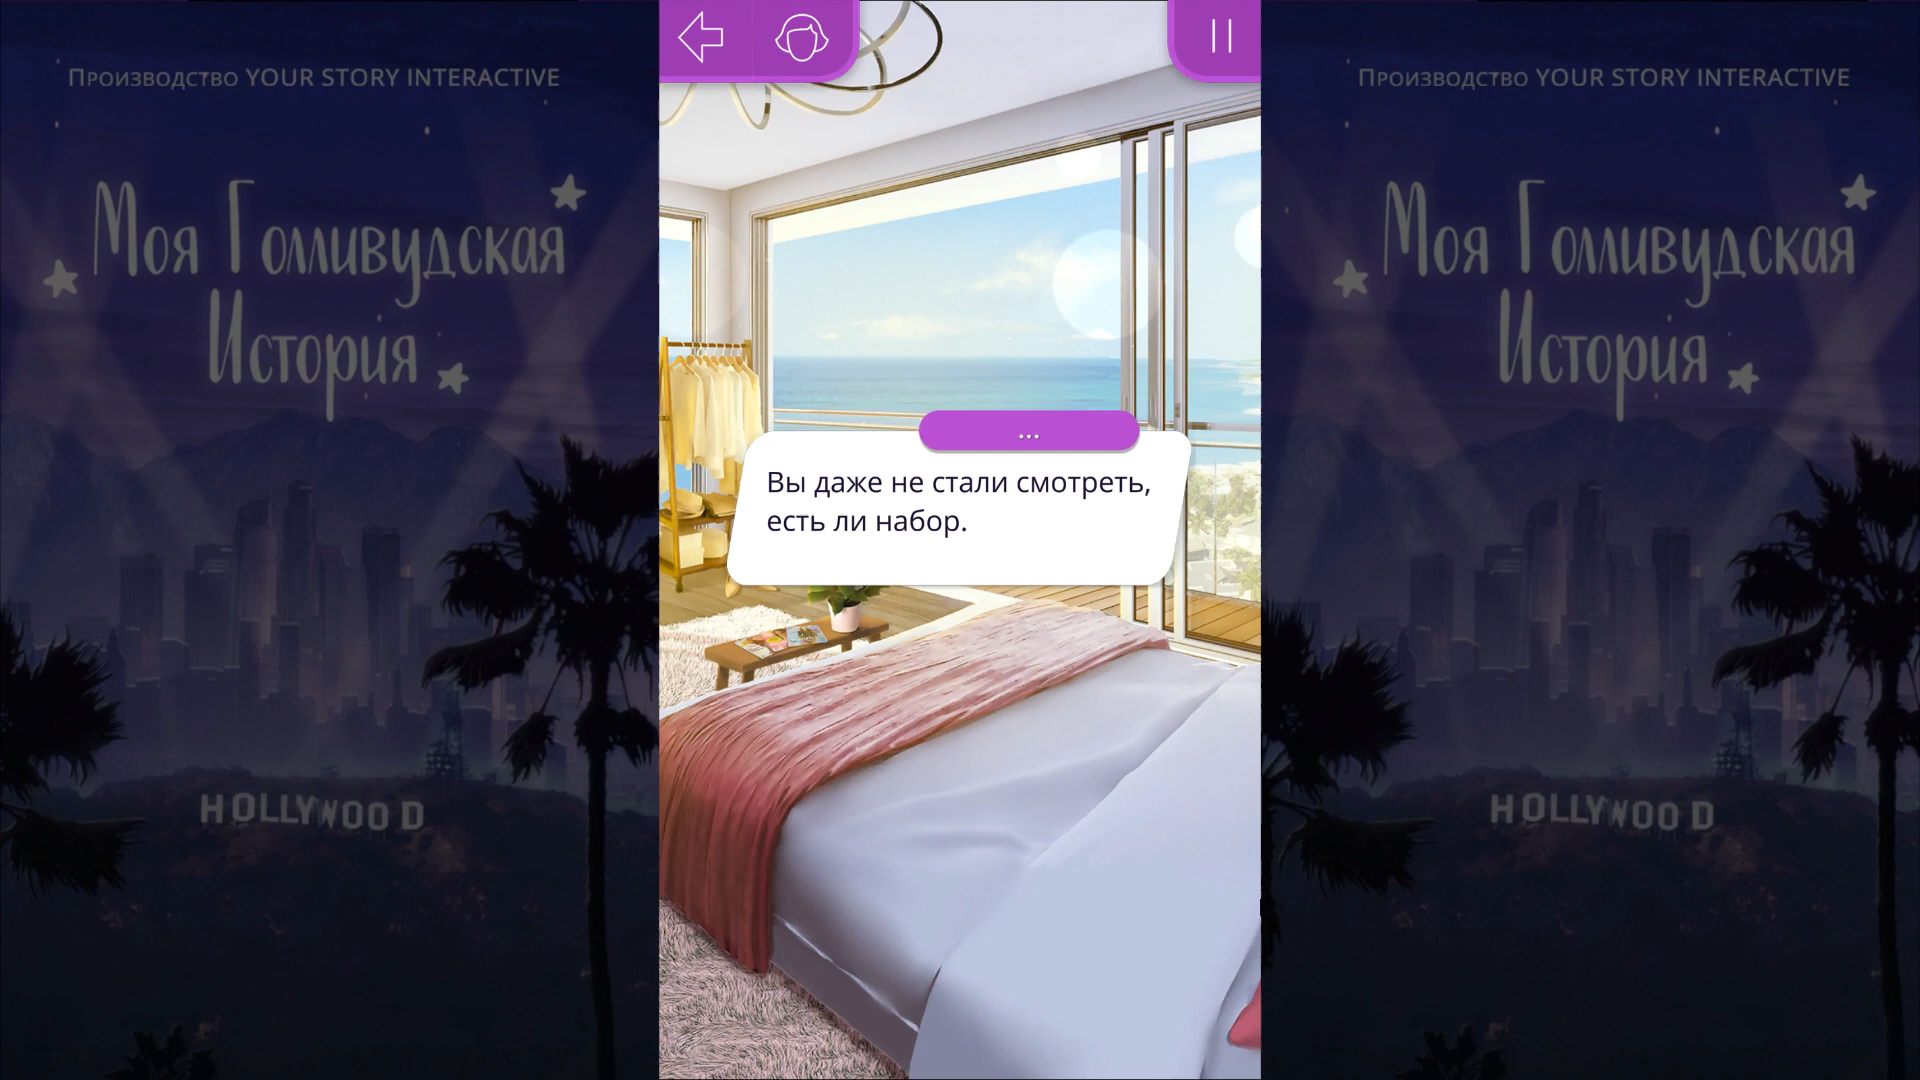 Производство YOUR STORY INTERACTIVE
Моя Голливудская
История
HOLLYWOOD
...
Вы даже не стали смотреть,
есть ли набор.
Производство YOUR STORY INTERACTIVE
Моя Голливудская
История
HOLLYWOOD